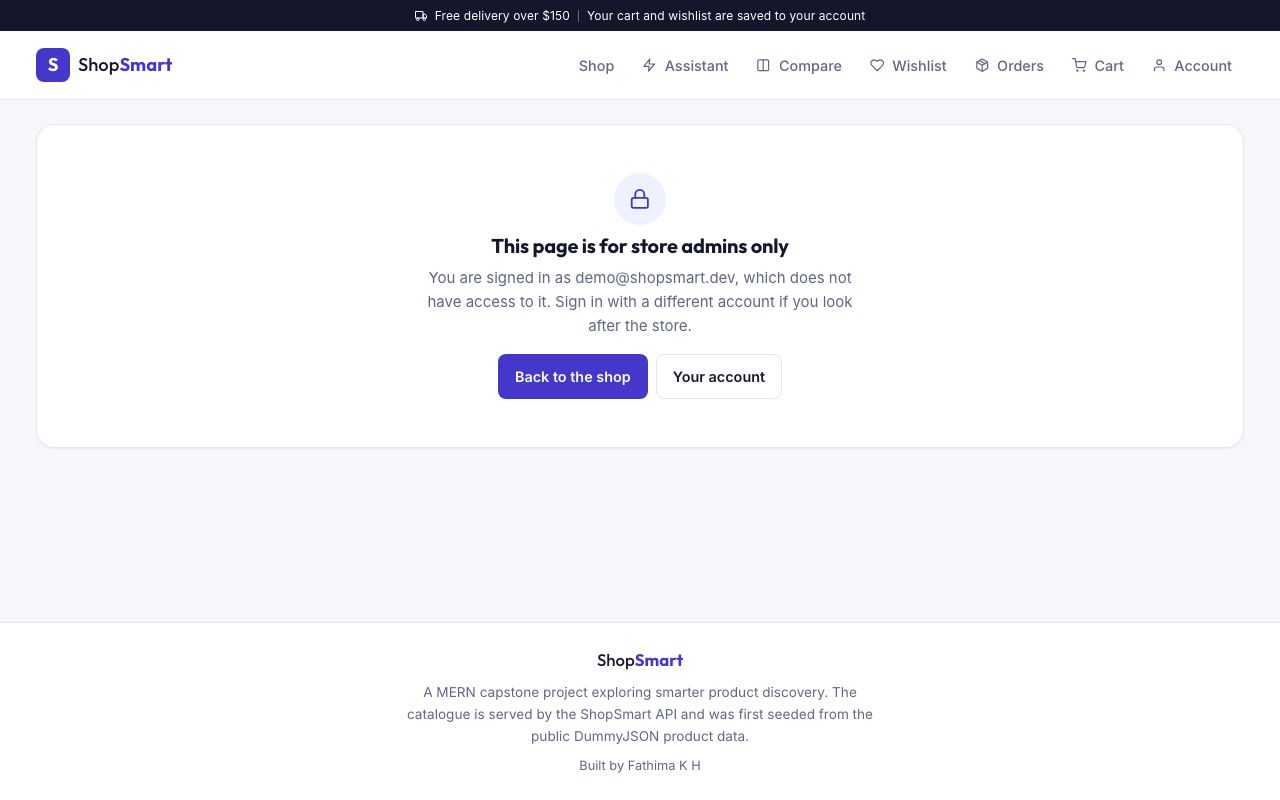 Free delivery over $150 | Your cart and wishlist are saved to your account
S ShopSmart
Shop Assistant Compare Wishlist Orders Cart Account
This page is for store admins only
You are signed in as demo@shopsmart.dev, which does not
have access to it. Sign in with a different account if you look
after the store.
Back to the shop Your account
ShopSmart
A MERN capstone project exploring smarter product discovery. The
catalogue is served by the ShopSmart API and was first seeded from the
public DummyJSON product data.
Built by Fathima K H